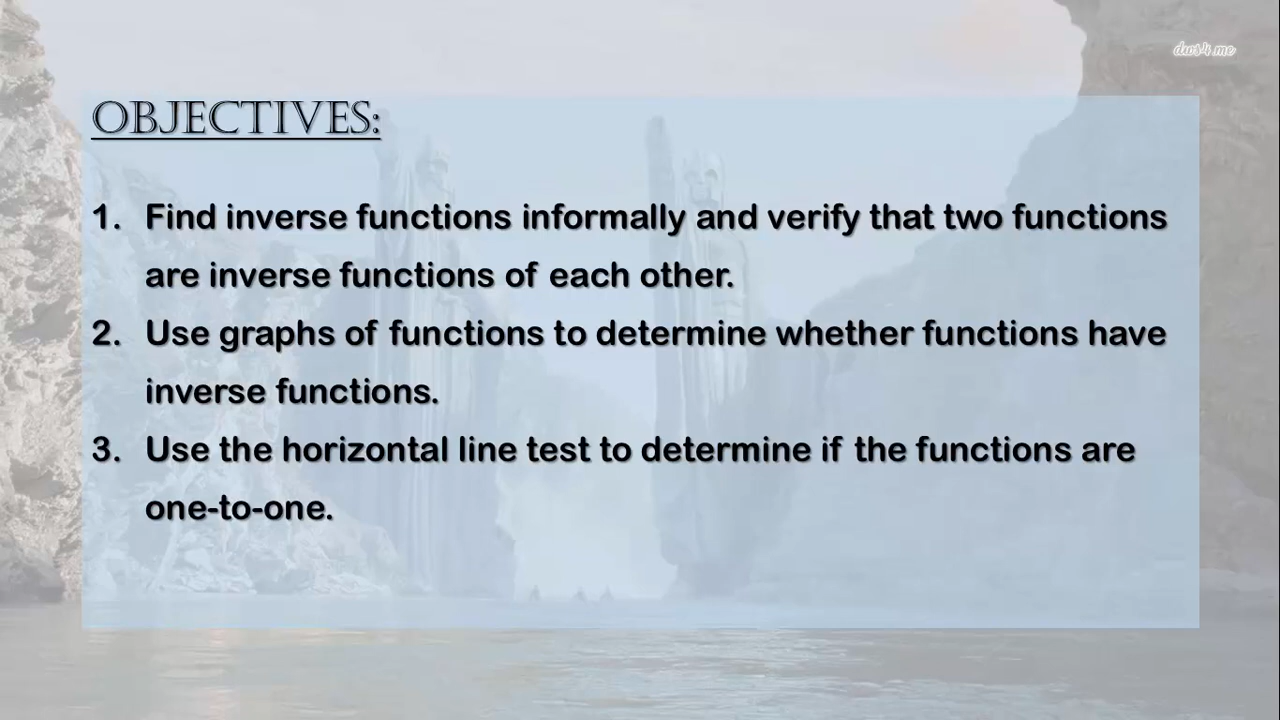 dws4.me
OBJECTIVES:
1. Find inverse functions informally and verify that two functions
are inverse functions of each other.
2. Use graphs of functions to determine whether functions have
inverse functions.
3. Use the horizontal line test to determine if the functions are
one-to-one.